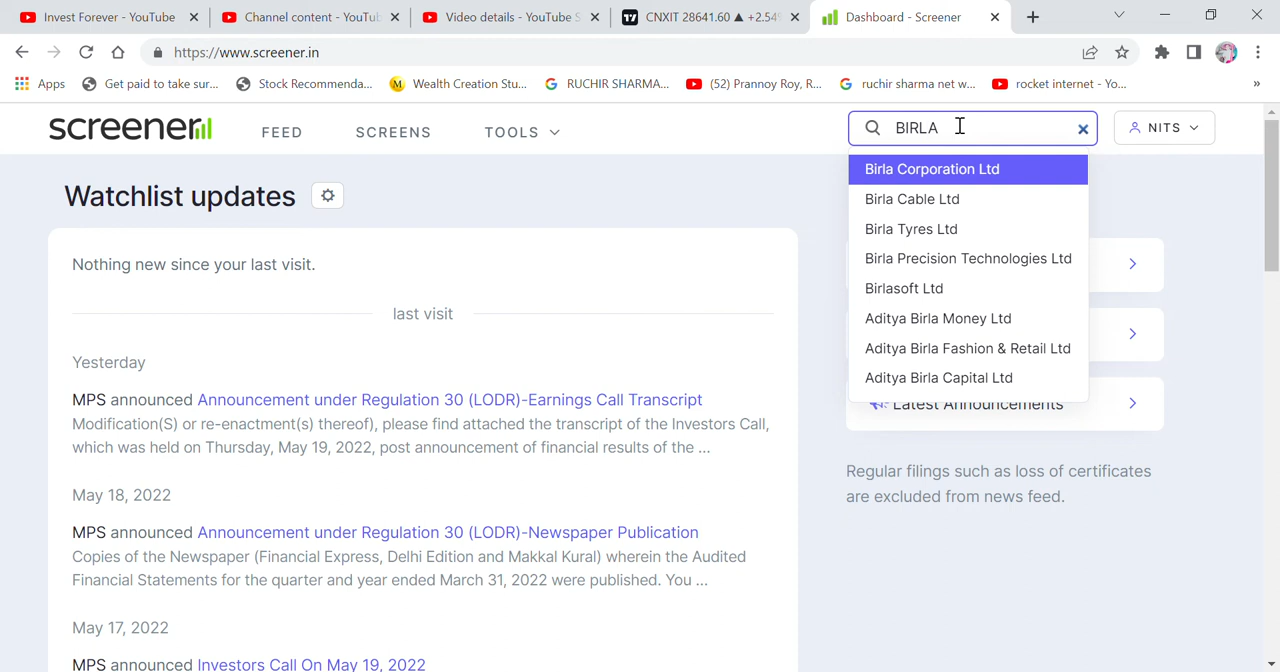 Invest Forever - YouTube
Channel content - YouTu
Video details - YouTube S
CNXIT 28641.60 ▲ +2.54%
Dashboard - Screener
https://www.screener.in
Apps
Get paid to take sur...
Stock Recommenda...
Wealth Creation Stu...
RUCHIR SHARMA...
(52) Prannoy Roy, R...
ruchir sharma net w...
rocket internet - Yo...
»
screener
FEED
SCREENS
TOOLS
BIRLA
NITS
Birla Corporation Ltd
Birla Cable Ltd
Birla Tyres Ltd
Birla Precision Technologies Ltd
Birlasoft Ltd
Aditya Birla Money Ltd
Aditya Birla Fashion & Retail Ltd
Aditya Birla Capital Ltd
Latest Announcements
Regular filings such as loss of certificates
are excluded from news feed.
Watchlist updates
Nothing new since your last visit.
last visit
Yesterday
MPS announced Announcement under Regulation 30 (LODR)-Earnings Call Transcript
Modification(S) or re-enactment(s) thereof), please find attached the transcript of the Investors Call,
which was held on Thursday, May 19, 2022, post announcement of financial results of the ...
May 18, 2022
MPS announced Announcement under Regulation 30 (LODR)-Newspaper Publication
Copies of the Newspaper (Financial Express, Delhi Edition and Makkal Kural) wherein the Audited
Financial Statements for the quarter and year ended March 31, 2022 were published. You ...
May 17, 2022
MPS announced Investors Call On May 19, 2022